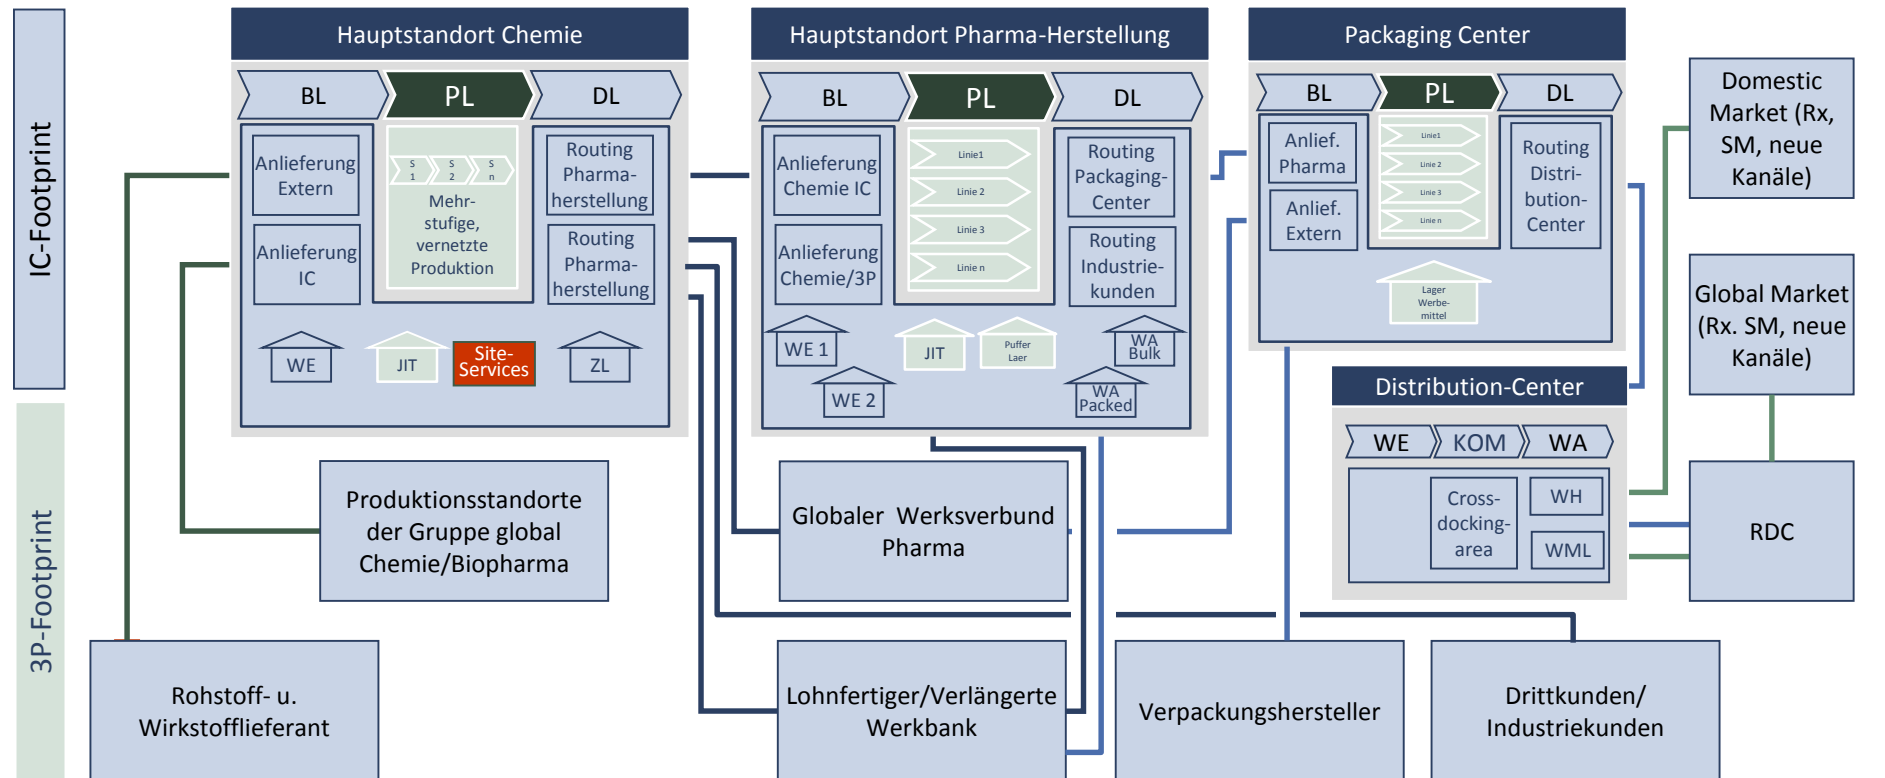 IC-Footprint
3P-Footprint
Hauptstandort Chemie
BL
PL
DL
Anlieferung
Extern
Anlieferung
IC
S
1
S
2
S
n
Mehr-
stufige,
vernetzte
Produktion
Routing
Pharma-
herstellung
Routing
Pharma-
herstellung
WE
JIT
Site-
Services
ZL
Hauptstandort Pharma-Herstellung
BL
PL
DL
Anlieferung
Chemie IC
Anlieferung
Chemie/3P
Linie1
Linie 2
Linie 3
Linie n
Routing
Packaging-
Center
Routing
Industrie-
kunden
WE 1
WE 2
JIT
Puffer
Laer
WA
Bulk
WA
Packed
Packaging Center
BL
PL
DL
Anlief.
Pharma
Anlief.
Extern
Linie1
Linie 2
Linie 3
Linie n
Routing
Distri-
bution-
Center
Lager
Werbe-
mittel
Distribution-Center
WE
KOM
WA
Cross-
docking-
area
WH
WML
Domestic
Market (Rx,
SM, neue
Kanäle)
Global Market
(Rx. SM, neue
Kanäle)
RDC
Produktionsstandorte
der Gruppe global
Chemie/Biopharma
Globaler Werksverbund
Pharma
Rohstoff- u.
Wirkstofflieferant
Lohnfertiger/Verlängerte
Werkbank
Verpackungshersteller
Drittkunden/
Industriekunden